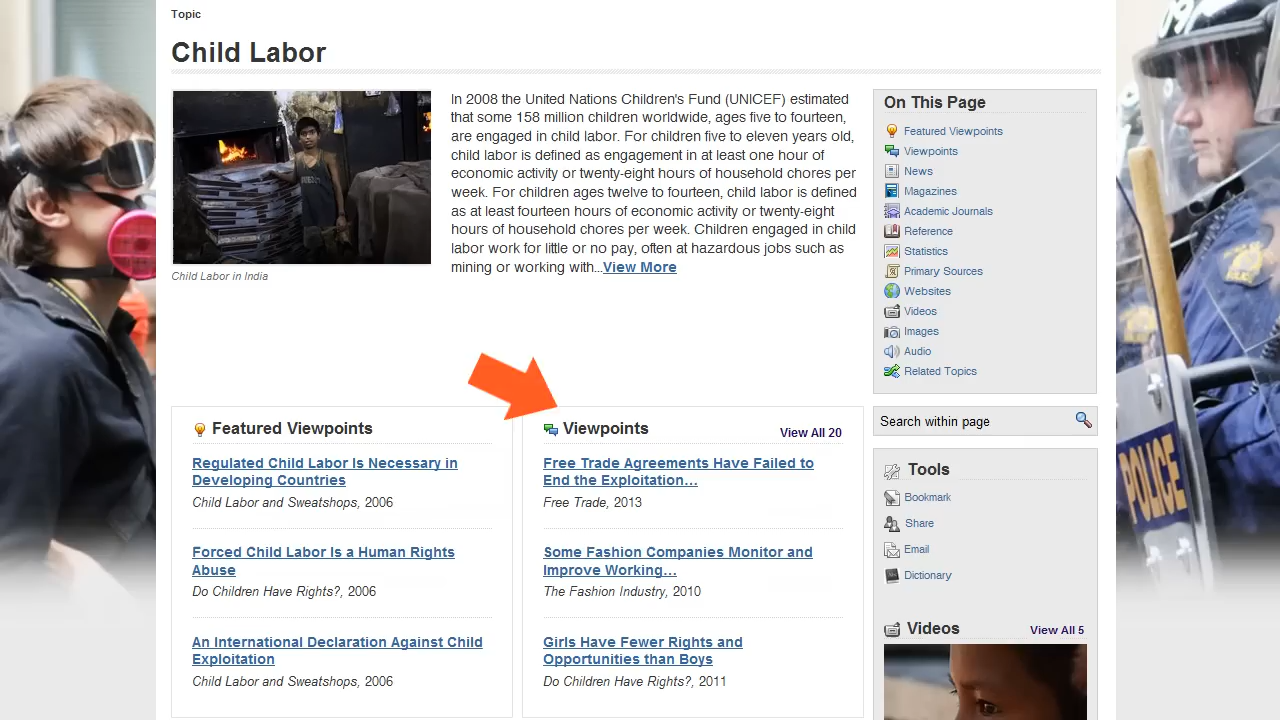 Topic
Child Labor
In 2008 the United Nations Children's Fund (UNICEF) estimated
that some 158 million children worldwide, ages five to fourteen,
are engaged in child labor. For children five to eleven years old,
child labor is defined as engagement in at least one hour of
economic activity or twenty-eight hours of household chores per
week. For children ages twelve to fourteen, child labor is defined
as at least fourteen hours of economic activity or twenty-eight
hours of household chores per week. Children engaged in child
labor work for little or no pay, often at hazardous jobs such as
mining or working with...View More
Child Labor in India
Featured Viewpoints
Regulated Child Labor Is Necessary in
Developing Countries
Child Labor and Sweatshops, 2006
Forced Child Labor Is a Human Rights
Abuse
Do Children Have Rights?, 2006
An International Declaration Against Child
Exploitation
Child Labor and Sweatshops, 2006
Viewpoints
View All 20
Free Trade Agreements Have Failed to
End the Exploitation…
Free Trade, 2013
Some Fashion Companies Monitor and
Improve Working…
The Fashion Industry, 2010
Girls Have Fewer Rights and
Opportunities than Boys
Do Children Have Rights?, 2011
On This Page
Featured Viewpoints
Viewpoints
News
Magazines
Academic Journals
Reference
Statistics
Primary Sources
Websites
Videos
Images
Audio
Related Topics
Search within page
Tools
Bookmark
Share
Email
Dictionary
Videos
View All 5
POLICE